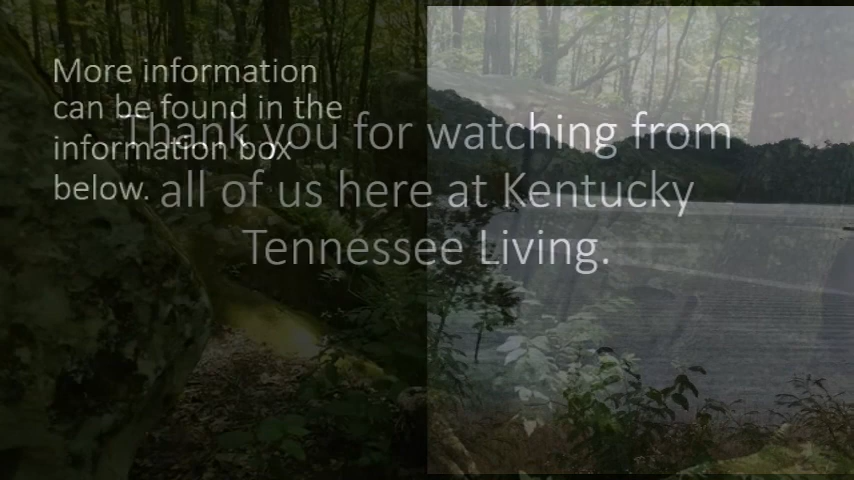 More information
can be found in the
information box
below.
Thank you for watching from
all of us here at Kentucky
Tennessee Living.